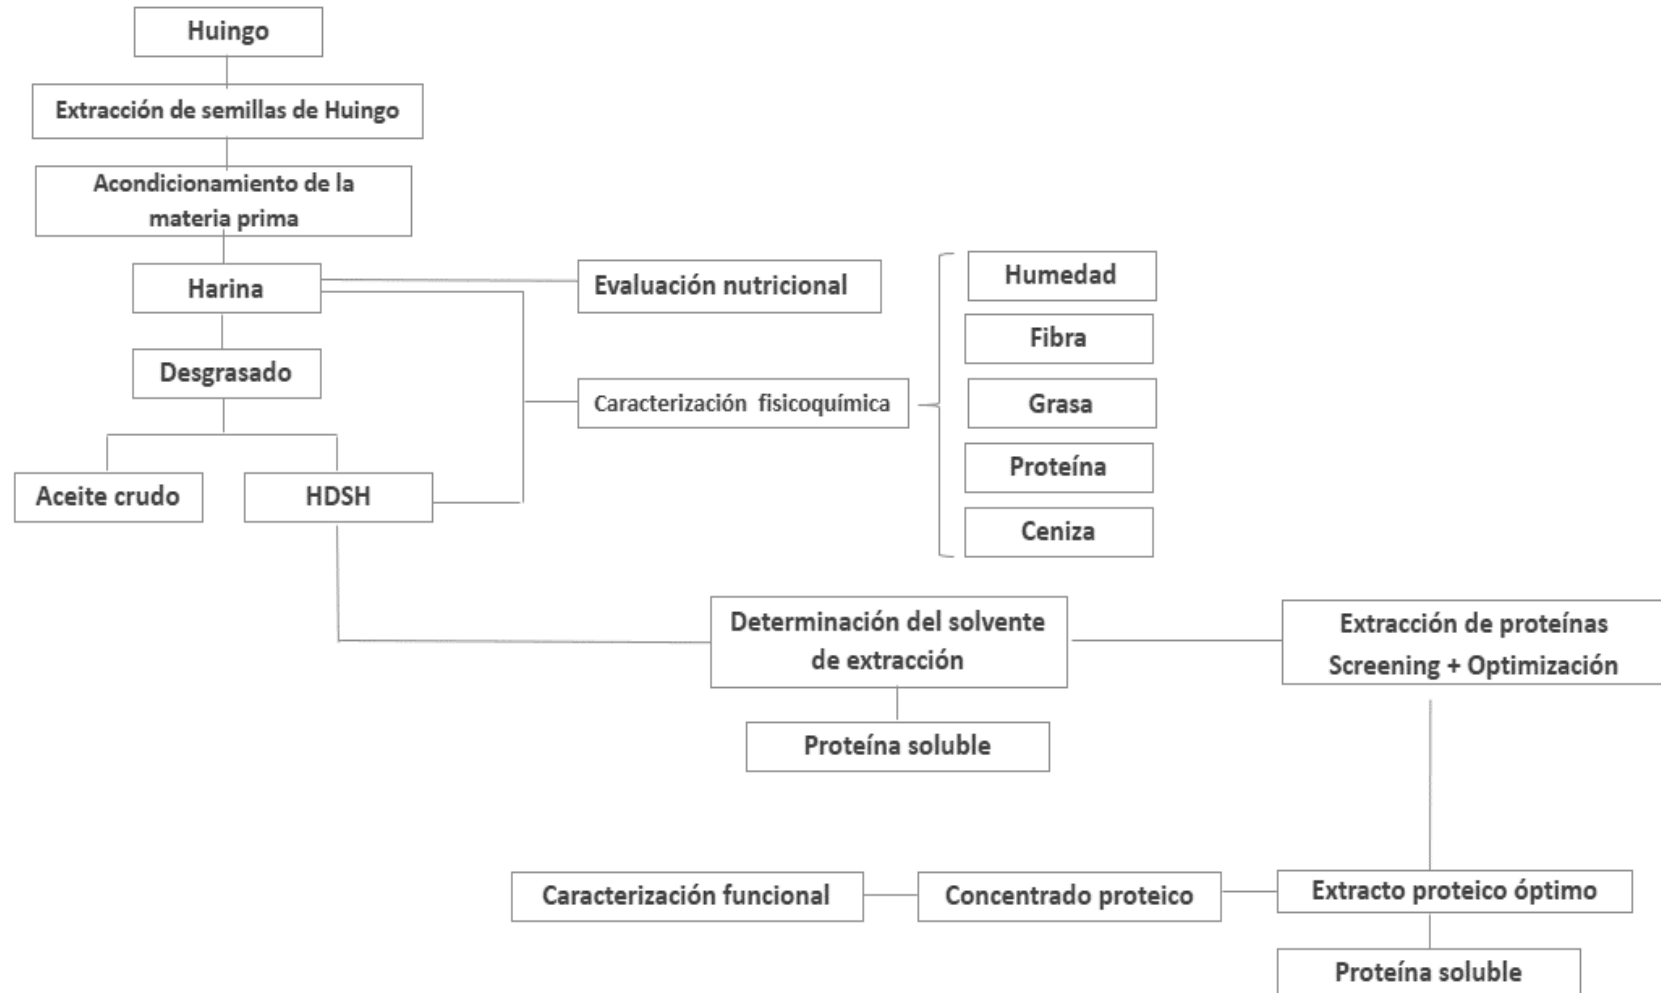 Huingo
Extracción de semillas de Huingo
Acondicionamiento de la
materia prima
Harina
Evaluación nutricional
Desgrasado
Caracterización fisicoquímica
Humedad
Fibra
Grasa
Proteína
Ceniza
Aceite crudo
HDSH
Determinación del solvente
de extracción
Proteína soluble
Extracción de proteínas
Screening + Optimización
Caracterización funcional
Concentrado proteico
Extracto proteico óptimo
Proteína soluble